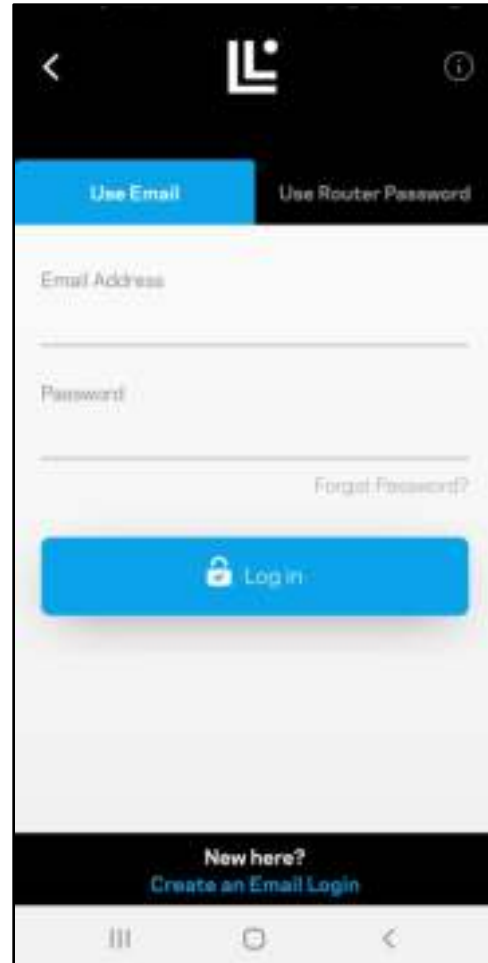 Use Email
Use Router Password
Email Address
Password
Forgot Password?
Log in
New here?
Create an Email Login